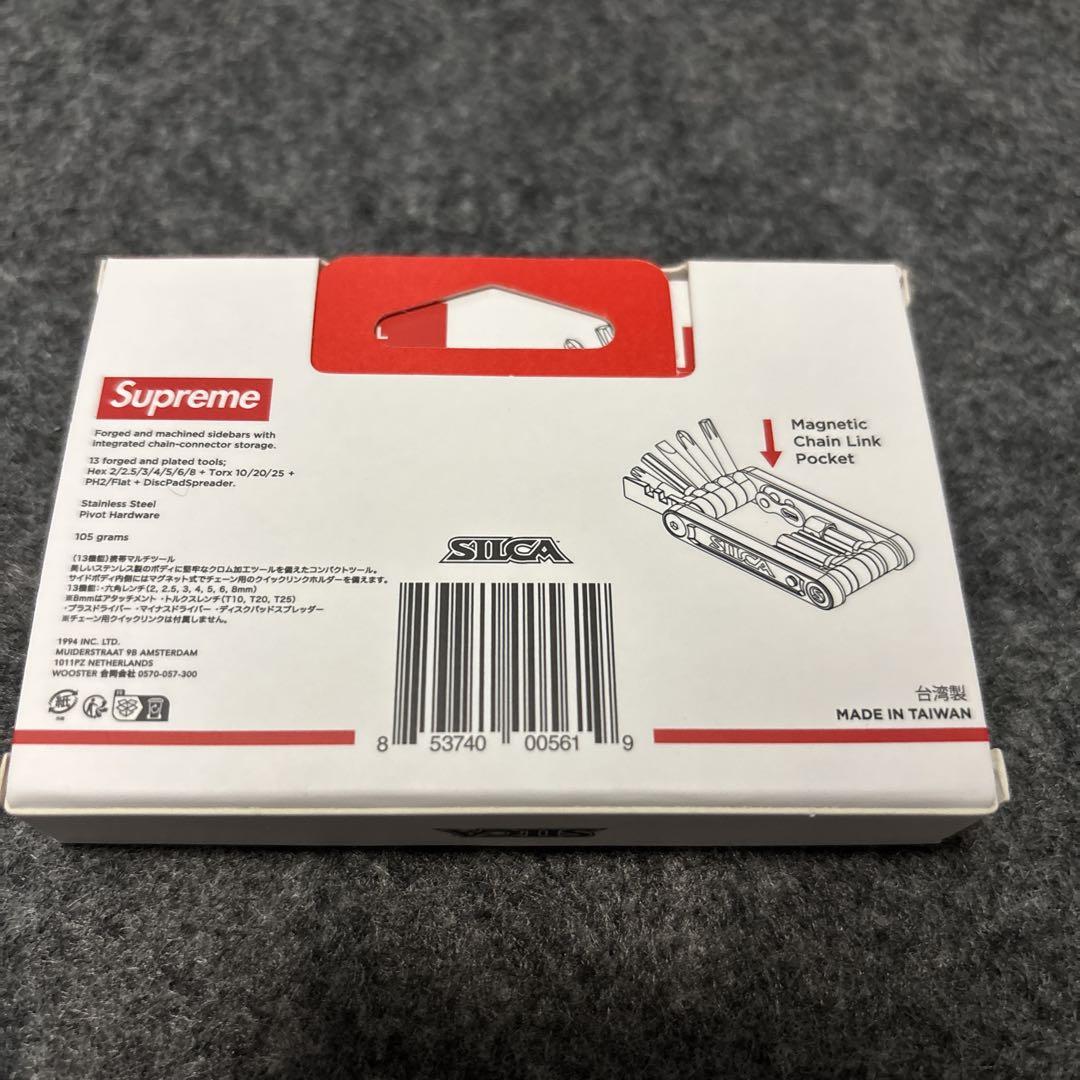 L
Supreme
Forged and machined sidebars with
integrated chain-connector storage.
13 forged and plated tools;
Hex 2/2.5/3/4/5/6/8 + Torx 10/20/25 +
PH2/Flat + DiscPadSpreader.
Stainless Steel
Pivot Hardware
105 grams
(13機能)携帯マルチツール
美しいステンレス製のボディに堅牢なクロム加工ツールを備えたコンパクトツール。
サイドボディ内側にはマグネット式でチェーン用のクイックリンクホルダーを備えます。
13機能:・六角レンチ(2, 2.5, 3, 4, 5, 6, 8mm)
※8mmはアタッチメント ・トルクスレンチ(T10, T20, T25)
・プラスドライバー ・マイナスドライバー ・ディスクパッドスプレッダー
※チェーン用クイックリンクは付属しません。
1994 INC. LTD.
MUIDERSTRAAT 9B AMSTERDAM
1011PZ NETHERLANDS
WOOSTER 合同会社 0570-057-300
紙
SILCA
8 53740 00561 9
Magnetic
Chain Link
Pocket
SILCA
台湾製
MADE IN TAIWAN
SILCA